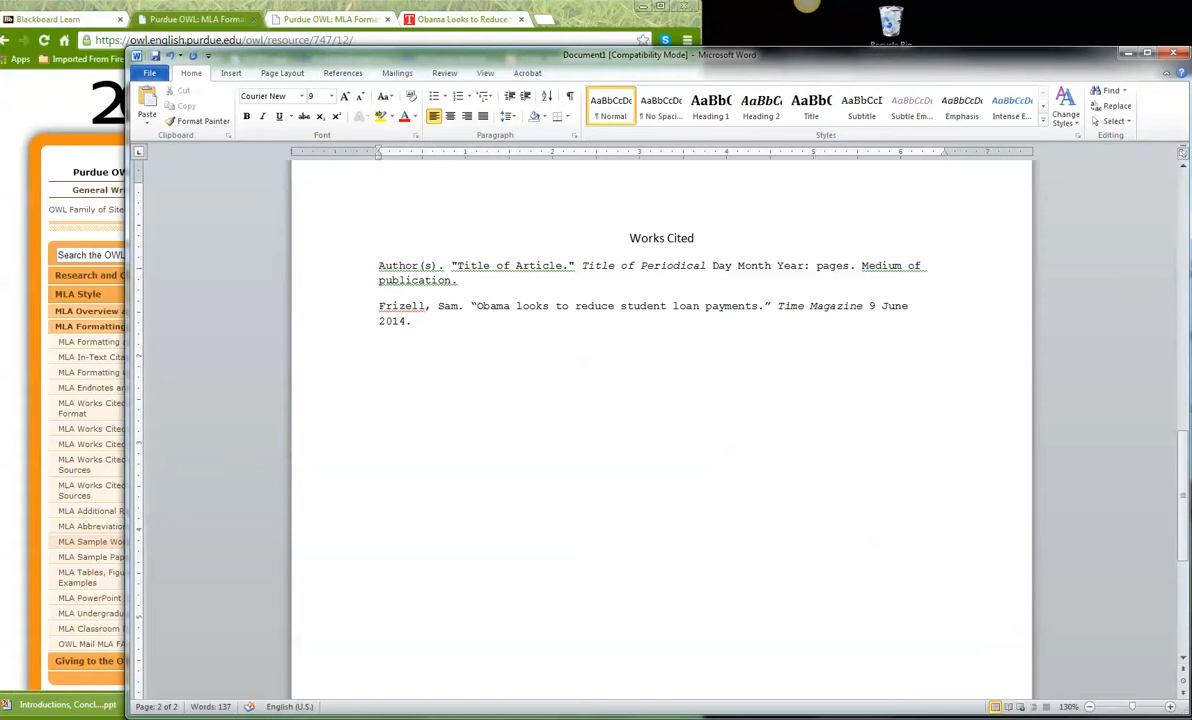 Blackboard Learn
Purdue OWL: MLA Forma
Purdue OWL: MLA Forma
Obama Looks to Reduce
https://owl.english.purdue.edu/owl/resource/747/12/
Apps
Imported From Fire
Document1 [Compatibility Mode] - Microsoft Word
Recycle Bin
File
Home
Insert
Page Layout
References
Mailings
Review
View
Acrobat
Paste
Cut
Copy
Format Painter
Clipboard
Courier New
9
Font
Paragraph
AaBbCcDc
¶ Normal
AaBbCcDc
¶ No Spaci...
AaBbC
Heading 1
AaBbCc
Heading 2
AaBbC
Title
AaBbCcI
Subtitle
AaBbCcDc
Subtle Em...
AaBbCcDc
Emphasis
AaBbCcDc
Intense E...
Change
Styles
Styles
Find
Replace
Select
Editing
Purdue OW
General Wri
OWL Family of Site
Search the OWL
Research and C
MLA Style
MLA Overview a
MLA Formatting
MLA Formatting a
MLA In-Text Cita
MLA Formatting
MLA Endnotes an
MLA Works Cited
Format
MLA Works Cited
MLA Works Cited
MLA Works Cited
Sources
MLA Works Cited
Sources
MLA Additional R
MLA Abbreviation
MLA Sample Wo
MLA Sample Pap
MLA Tables, Figu
Examples
MLA PowerPoint
MLA Undergradu
MLA Classroom
OWL Mail MLA FA
Giving to the O
Works Cited
Author(s). "Title of Article." Title of Periodical Day Month Year: pages. Medium of
publication.
Frizell, Sam. “Obama looks to reduce student loan payments.” Time Magazine 9 June
2014.
Page: 2 of 2
Words: 137
English (U.S.)
130%
Introductions, Concl....ppt